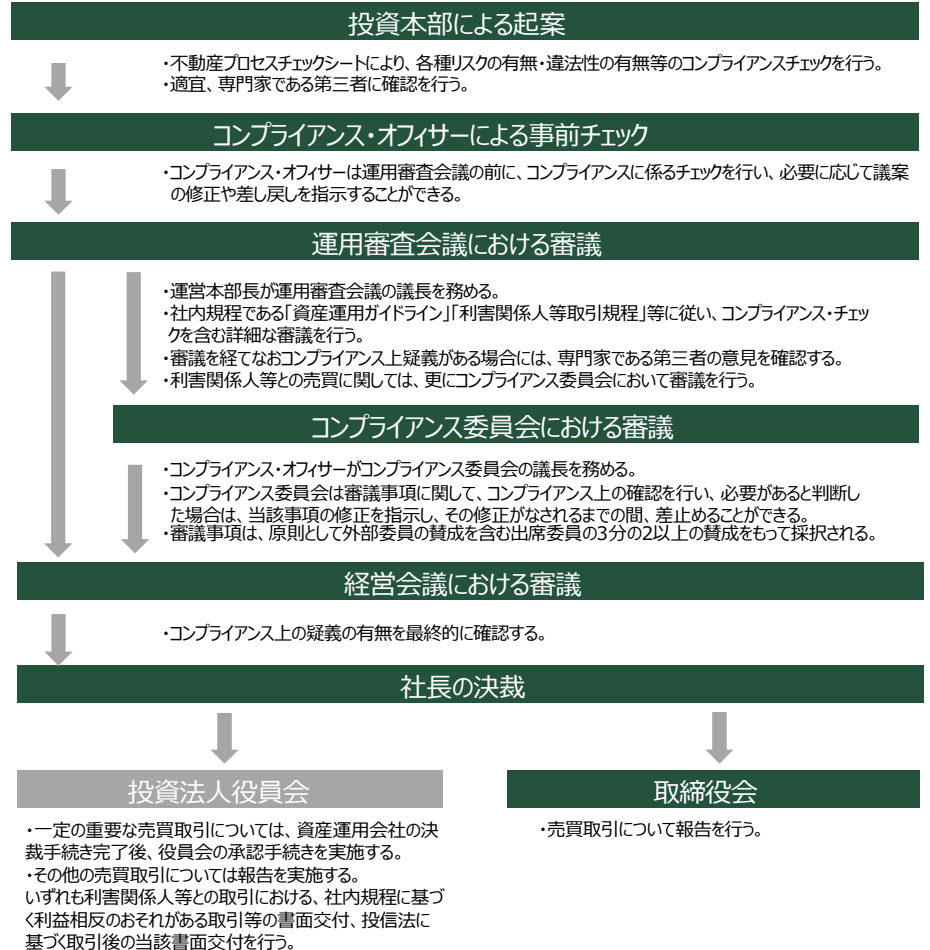 投資本部による起案
・不動産プロセスチェックシートにより、各種リスクの有無・違法性の有無等のコンプライアンスチェックを行う。
・適宜、専門家である第三者に確認を行う。
コンプライアンス・オフィサーによる事前チェック
・コンプライアンス・オフィサーは運用審査会議の前に、コンプライアンスに係るチェックを行い、必要に応じて議案
の修正や差し戻しを指示することができる。
運用審査会議における審議
・運営本部長が運用審査会議の議長を務める。
・社内規程である「資産運用ガイドライン」「利害関係人等取引規程」等に従い、コンプライアンス・チェッ
クを含む詳細な審議を行う。
・審議を経てなおコンプライアンス上疑義がある場合には、専門家である第三者の意見を確認する。
・利害関係人等との売買に関しては、更にコンプライアンス委員会において審議を行う。
コンプライアンス委員会における審議
・コンプライアンス・オフィサーがコンプライアンス委員会の議長を務める。
・コンプライアンス委員会は審議事項に関して、コンプライアンス上の確認を行い、必要があると判断し
た場合は、当該事項の修正を指示し、その修正がなされるまでの間、差止めることができる。
・審議事項は、原則として外部委員の賛成を含む出席委員の3分の2以上の賛成をもって採択される。
経営会議における審議
・コンプライアンス上の疑義の有無を最終的に確認する。
社長の決裁
投資法人役員会
・一定の重要な売買取引については、資産運用会社の決
裁手続き完了後、役員会の承認手続きを実施する。
・その他の売買取引については報告を実施する。
いずれも利害関係人等との取引における、社内規程に基づ
く利益相反のおそれがある取引等の書面交付、投信法に
基づく取引後の当該書面交付を行う。
取締役会
・売買取引について報告を行う。